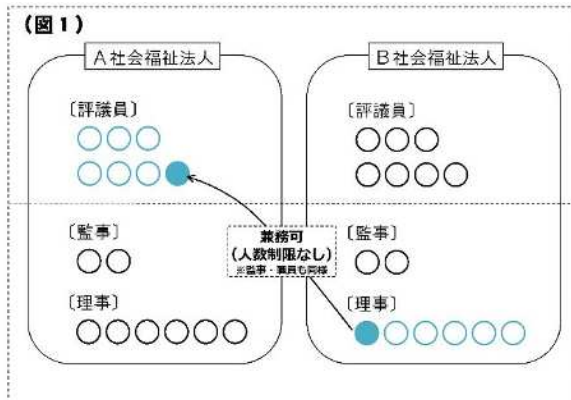 (図1)
A社会福祉法人
〔評議員〕
〔監事〕
〔理事〕
B社会福祉法人
〔評議員〕
〔監事〕
〔理事〕
兼務可
(人数制限なし)
※監事・職員も同様